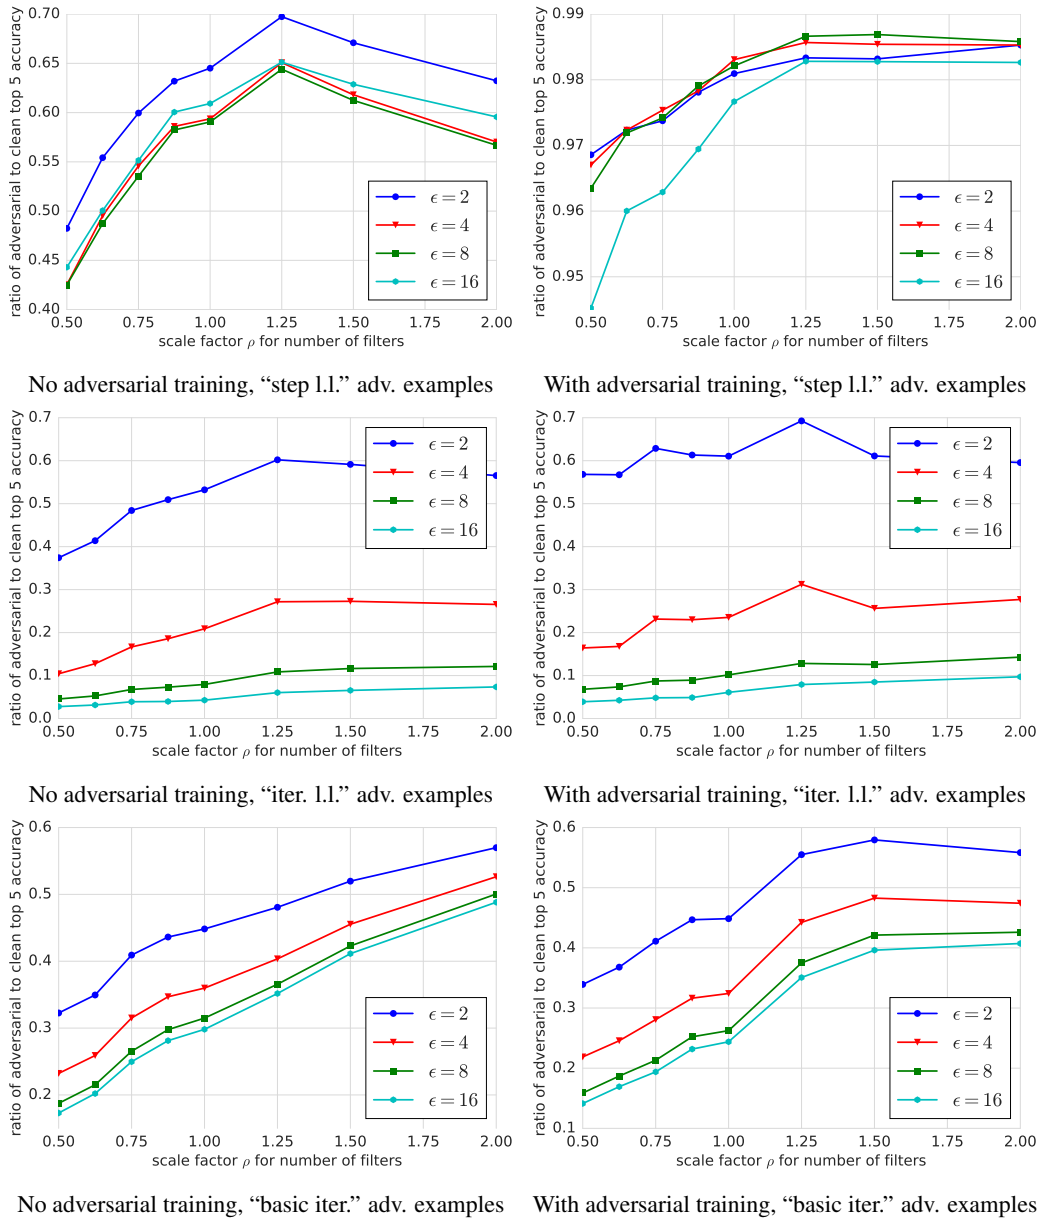 ratio of adversarial to clean top 5 accuracy
0.70
0.65
0.60
0.55
0.50
0.45
0.40
0.50 0.75 1.00 1.25 1.50 1.75 2.00
scale factor ρ for number of filters
ϵ = 2
ϵ = 4
ϵ = 8
ϵ = 16
No adversarial training, “step l.l.” adv. examples
ratio of adversarial to clean top 5 accuracy
0.99
0.98
0.97
0.96
0.95
0.50 0.75 1.00 1.25 1.50 1.75 2.00
scale factor ρ for number of filters
ϵ = 2
ϵ = 4
ϵ = 8
ϵ = 16
With adversarial training, “step l.l.” adv. examples
ratio of adversarial to clean top 5 accuracy
0.7
0.6
0.5
0.4
0.3
0.2
0.1
0.0
0.50 0.75 1.00 1.25 1.50 1.75 2.00
scale factor ρ for number of filters
ϵ = 2
ϵ = 4
ϵ = 8
ϵ = 16
No adversarial training, “iter. l.l.” adv. examples
ratio of adversarial to clean top 5 accuracy
0.7
0.6
0.5
0.4
0.3
0.2
0.1
0.0
0.50 0.75 1.00 1.25 1.50 1.75 2.00
scale factor ρ for number of filters
ϵ = 2
ϵ = 4
ϵ = 8
ϵ = 16
With adversarial training, “iter. l.l.” adv. examples
ratio of adversarial to clean top 5 accuracy
0.6
0.5
0.4
0.3
0.2
0.50 0.75 1.00 1.25 1.50 1.75 2.00
scale factor ρ for number of filters
ϵ = 2
ϵ = 4
ϵ = 8
ϵ = 16
No adversarial training, “basic iter.” adv. examples
ratio of adversarial to clean top 5 accuracy
0.6
0.5
0.4
0.3
0.2
0.1
0.50 0.75 1.00 1.25 1.50 1.75 2.00
scale factor ρ for number of filters
ϵ = 2
ϵ = 4
ϵ = 8
ϵ = 16
With adversarial training, “basic iter.” adv. examples